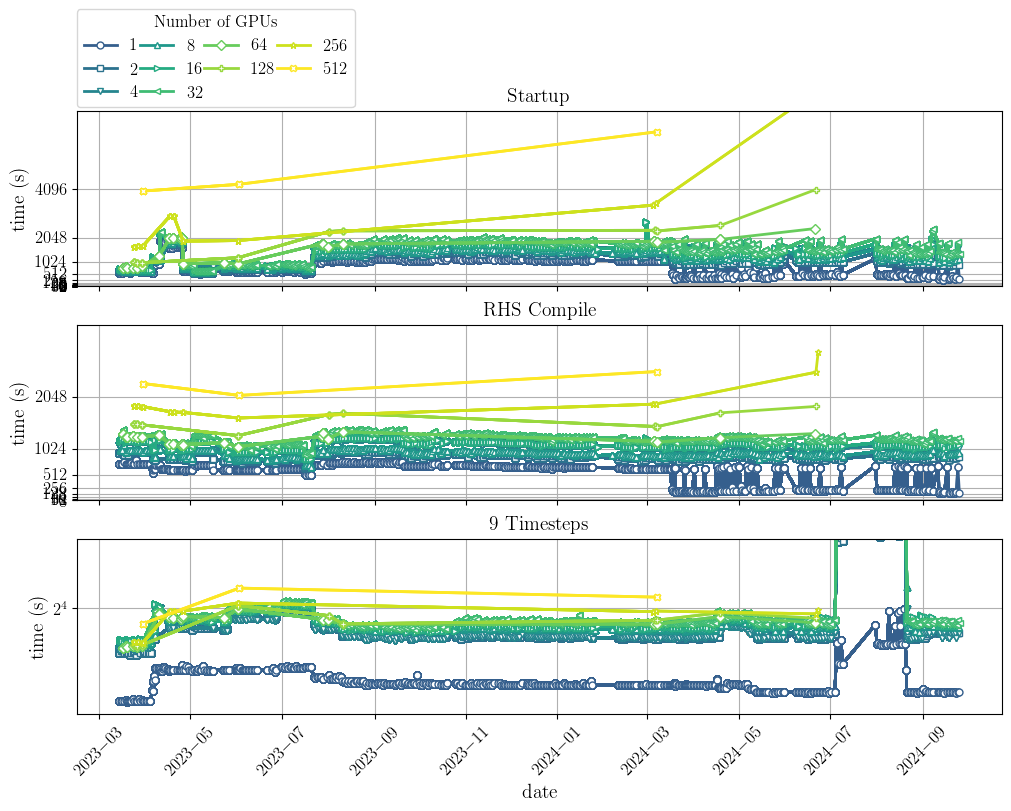 Number of GPUs
1 8 64 256
2 16 128 512
4 32
Startup
time (s)
4096
2048
1024
512
RHS Compile
time (s)
2048
1024
512
256
9 Timesteps
time (s)
2⁴
2023−03 2023−05 2023−07 2023−09 2023−11 2024−01 2024−03 2024−05 2024−07 2024−09
date